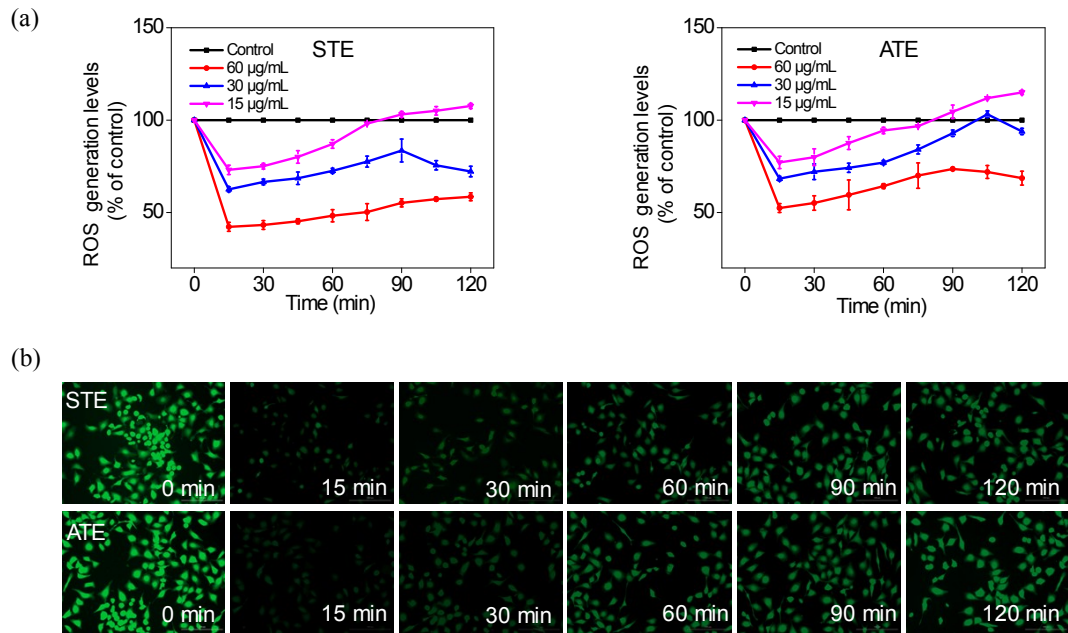 (a)
150
100
50
ROS generation levels
(% of control)
Control
60 µg/mL
30 µg/mL
15 µg/mL
STE
0 30 60 90 120
Time (min)
150
100
50
ROS generation levels
(% of control)
Control
60 µg/mL
30 µg/mL
15 µg/mL
ATE
0 30 60 90 120
Time (min)
(b)
STE
0 min 15 min 30 min 60 min 90 min 120 min
ATE
0 min 15 min 30 min 60 min 90 min 120 min